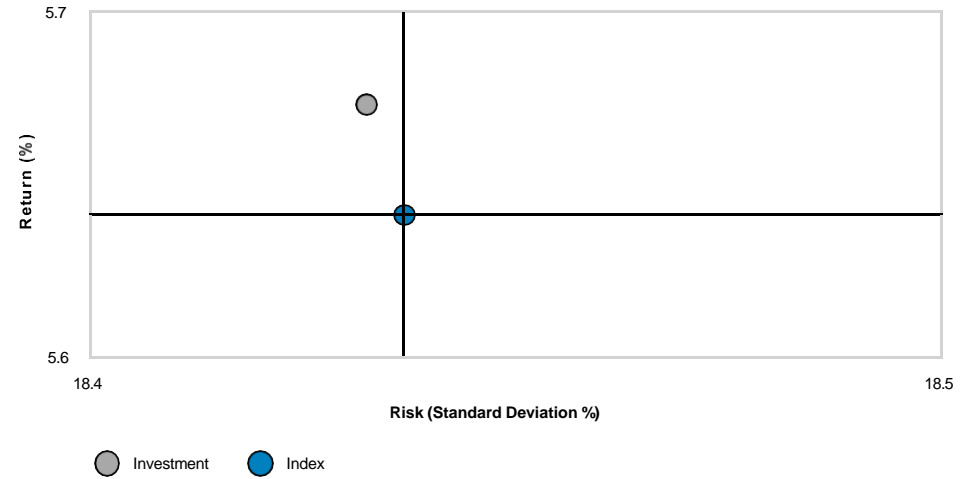 5.7
Return (%)
5.6
18.4
18.5
Risk (Standard Deviation %)
Investment
Index